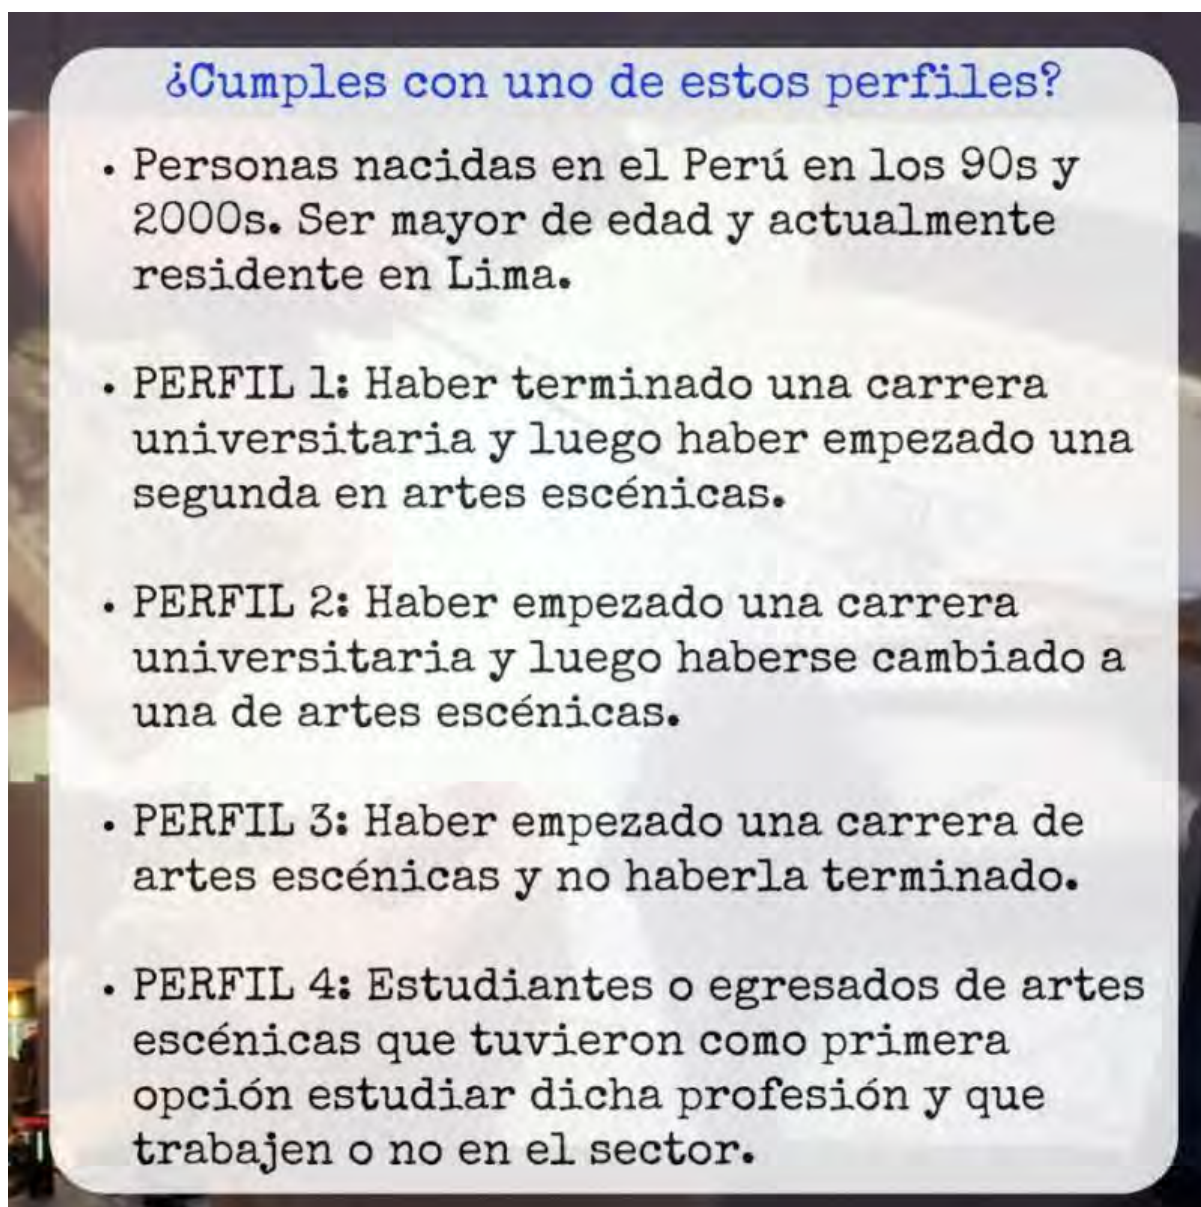 ¿Cumples con uno de estos perfiles?
• Personas nacidas en el Perú en los 90s y
2000s. Ser mayor de edad y actualmente
residente en Lima.
• PERFIL 1: Haber terminado una carrera
universitaria y luego haber empezado una
segunda en artes escénicas.
• PERFIL 2: Haber empezado una carrera
universitaria y luego haberse cambiado a
una de artes escénicas.
• PERFIL 3: Haber empezado una carrera de
artes escénicas y no haberla terminado.
• PERFIL 4: Estudiantes o egresados de artes
escénicas que tuvieron como primera
opción estudiar dicha profesión y que
trabajen o no en el sector.